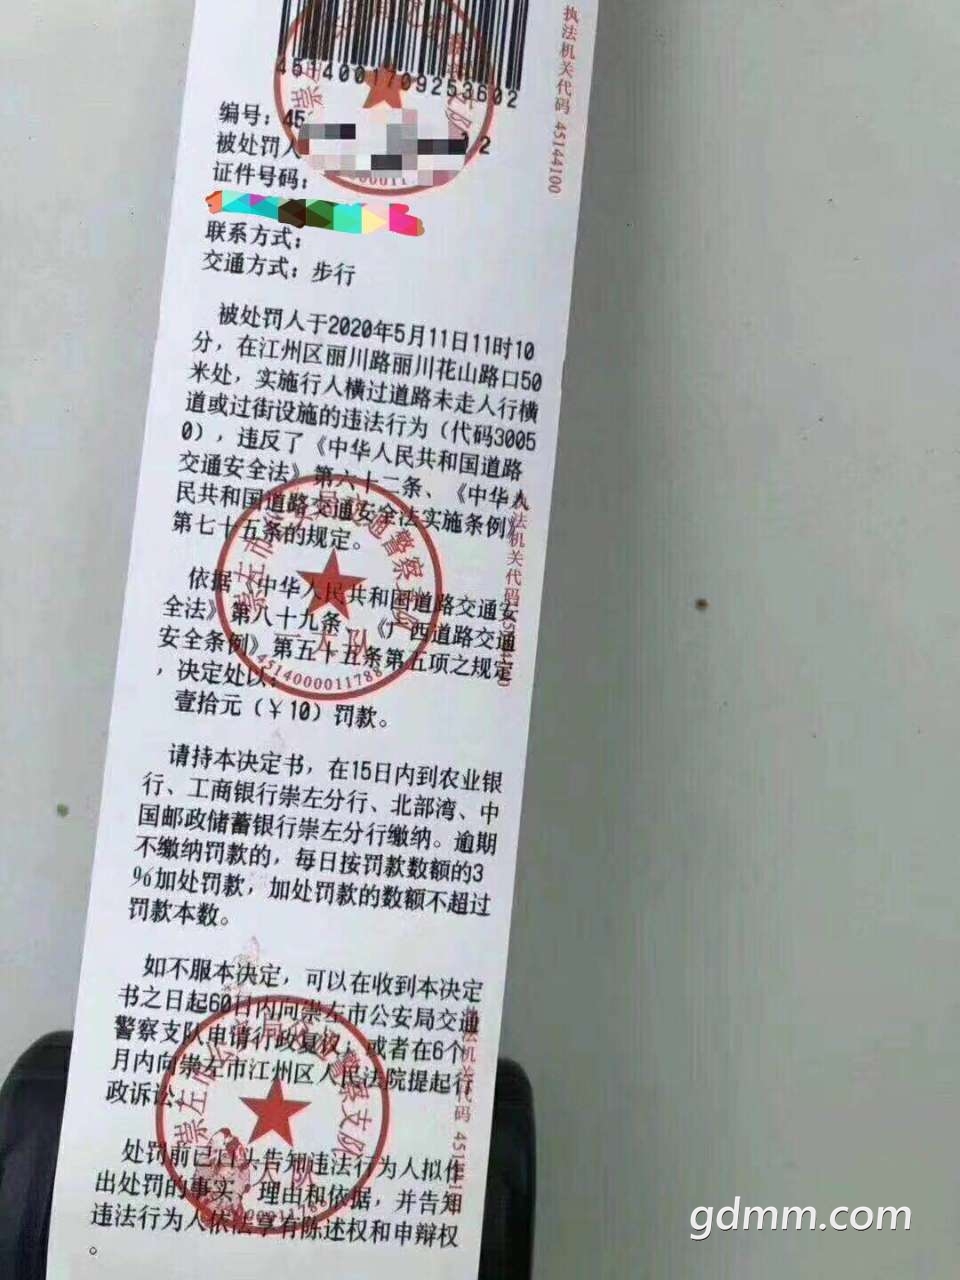 4514001709253602
编号：45
2
被处罚人
证件号码：
联系方式：
交通方式：步行
被处罚人于2020年5月11日11时10
分，在江州区丽川路丽川花山路口50
米处，实施行人横过道路未走人行横
道或过街设施的违法行为（代码3005
0），违反了《中华人民共和国道路
交通安全法》第六十二条、《中华人
民共和国道路交通安全法实施条例》
第七十五条的规定。
依据《中华人民共和国道路交通安
全法》第八十九条、《广西道路交通
安全条例》第五十五条第五项之规定
，决定处以：
壹拾元（￥10）罚款。
请持本决定书，在15日内到农业银
行、工商银行崇左分行、北部湾、中
国邮政储蓄银行崇左分行缴纳。逾期
不缴纳罚款的，每日按罚款数额的3
%加处罚款，加处罚款的数额不超过
罚款本数。
如不服本决定，可以在收到本决定
书之日起60日内向崇左市公安局交通
警察支队申请行政复议；或者在6个
月内向崇左市江州区人民法院提起行
政诉讼。
处罚前已口头告知违法行为人拟作
出处罚的事实、理由和依据，并告知
违法行为人依法享有陈述权和申辩权
。
执法机关代码 45144100
崇左市公安局交通警察支队
一大队
4514000011788
gdmm.com